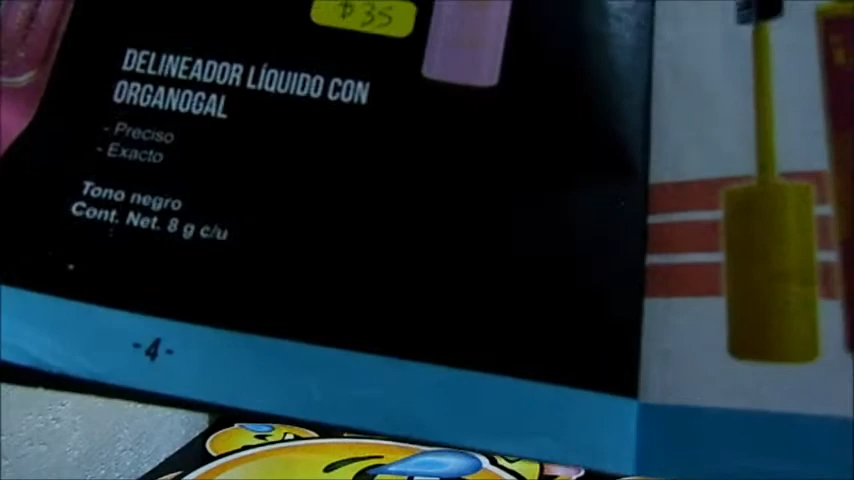 $35
DELINEADOR LÍQUIDO CON
ORGANOGAL
- Preciso
- Exacto
Tono negro
Cont. Net. 8 g c/u
-4-